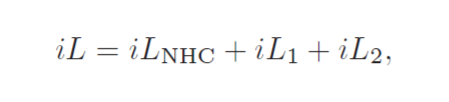 iL = iL_NHC + iL_1 + iL_2,